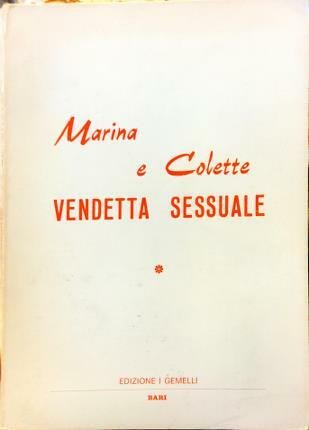 Marina
e Colette
VENDETTA SESSUALE
EDIZIONE I GEMELLI
BARI